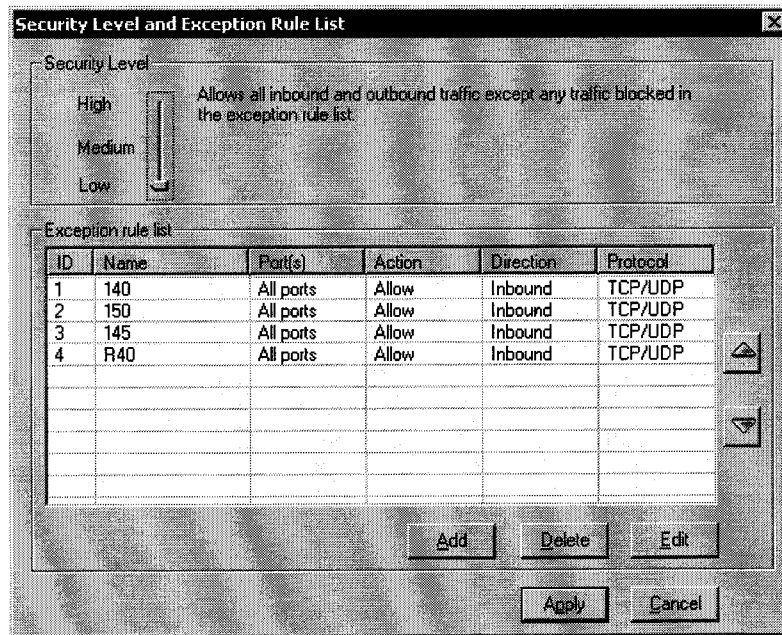 Security Level and Exception Rule List
Security Level
High
Medium
Low
Allows all inbound and outbound traffic except any traffic blocked in
the exception rule list.
Exception rule list
ID Name Port(s) Action Direction Protocol
1 140 All ports Allow Inbound TCP/UDP
2 150 All ports Allow Inbound TCP/UDP
3 145 All ports Allow Inbound TCP/UDP
4 R40 All ports Allow Inbound TCP/UDP
Add Delete Edit
Apply Cancel